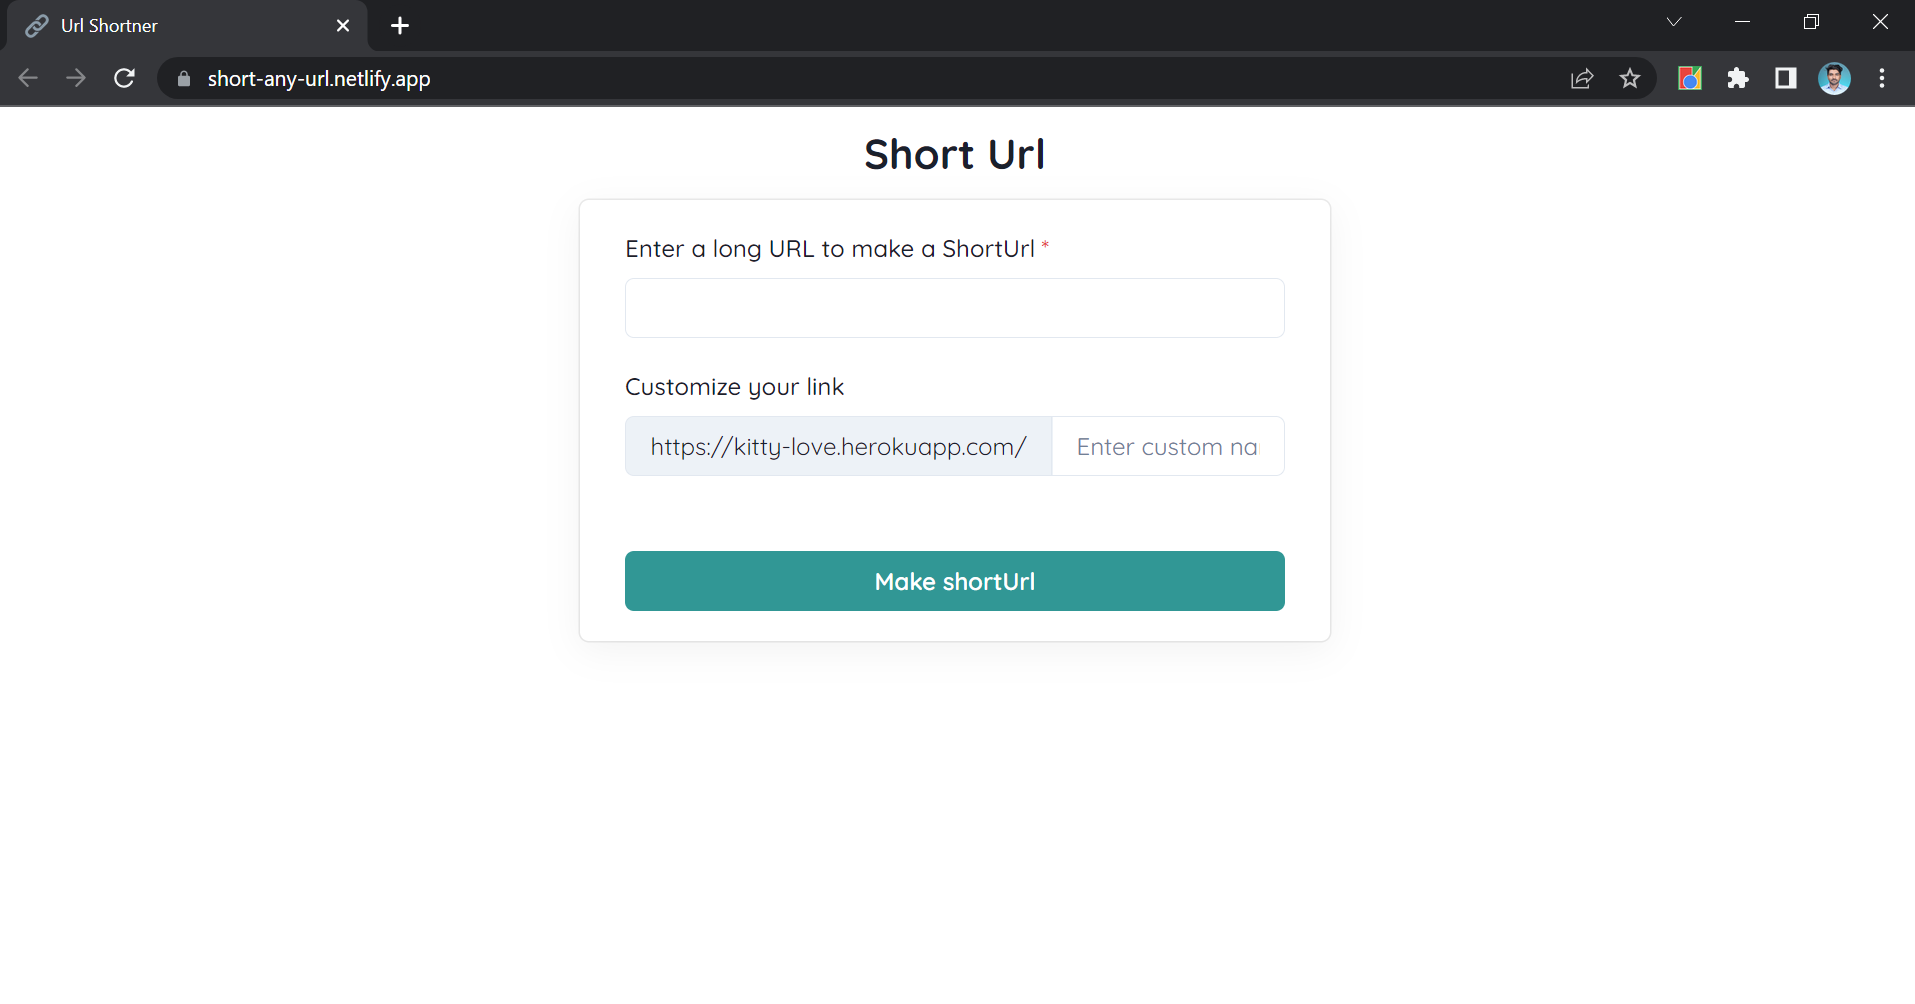 Url Shortner
short-any-url.netlify.app
Short Url
Enter a long URL to make a ShortUrl *
Customize your link
https://kitty-love.herokuapp.com/ Enter custom na
Make shortUrl